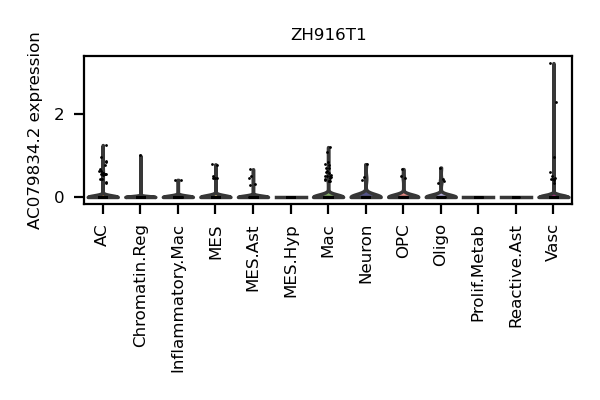 ZH916T1
AC079834.2 expression
2
0
AC
Chromatin.Reg
Inflammatory.Mac
MES
MES.Ast
MES.Hyp
Mac
Neuron
OPC
Oligo
Prolif.Metab
Reactive.Ast
Vasc